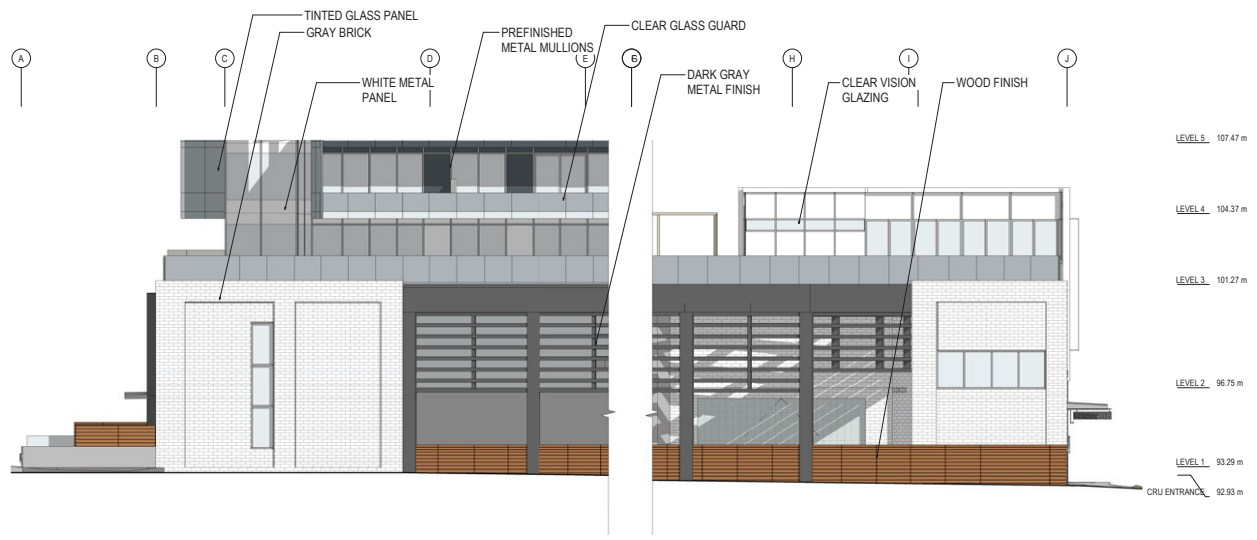 TINTED GLASS PANEL
GRAY BRICK
PREFINISHED
METAL MULLIONS
CLEAR GLASS GUARD
A
B
C
D
E
G
H
I
J
WHITE METAL
PANEL
DARK GRAY
METAL FINISH
CLEAR VISION
GLAZING
WOOD FINISH
LEVEL 5 107.47 m
LEVEL 4 104.37 m
LEVEL 3 101.27 m
LEVEL 2 96.75 m
LEVEL 1 93.29 m
CRU ENTRANCE 92.93 m